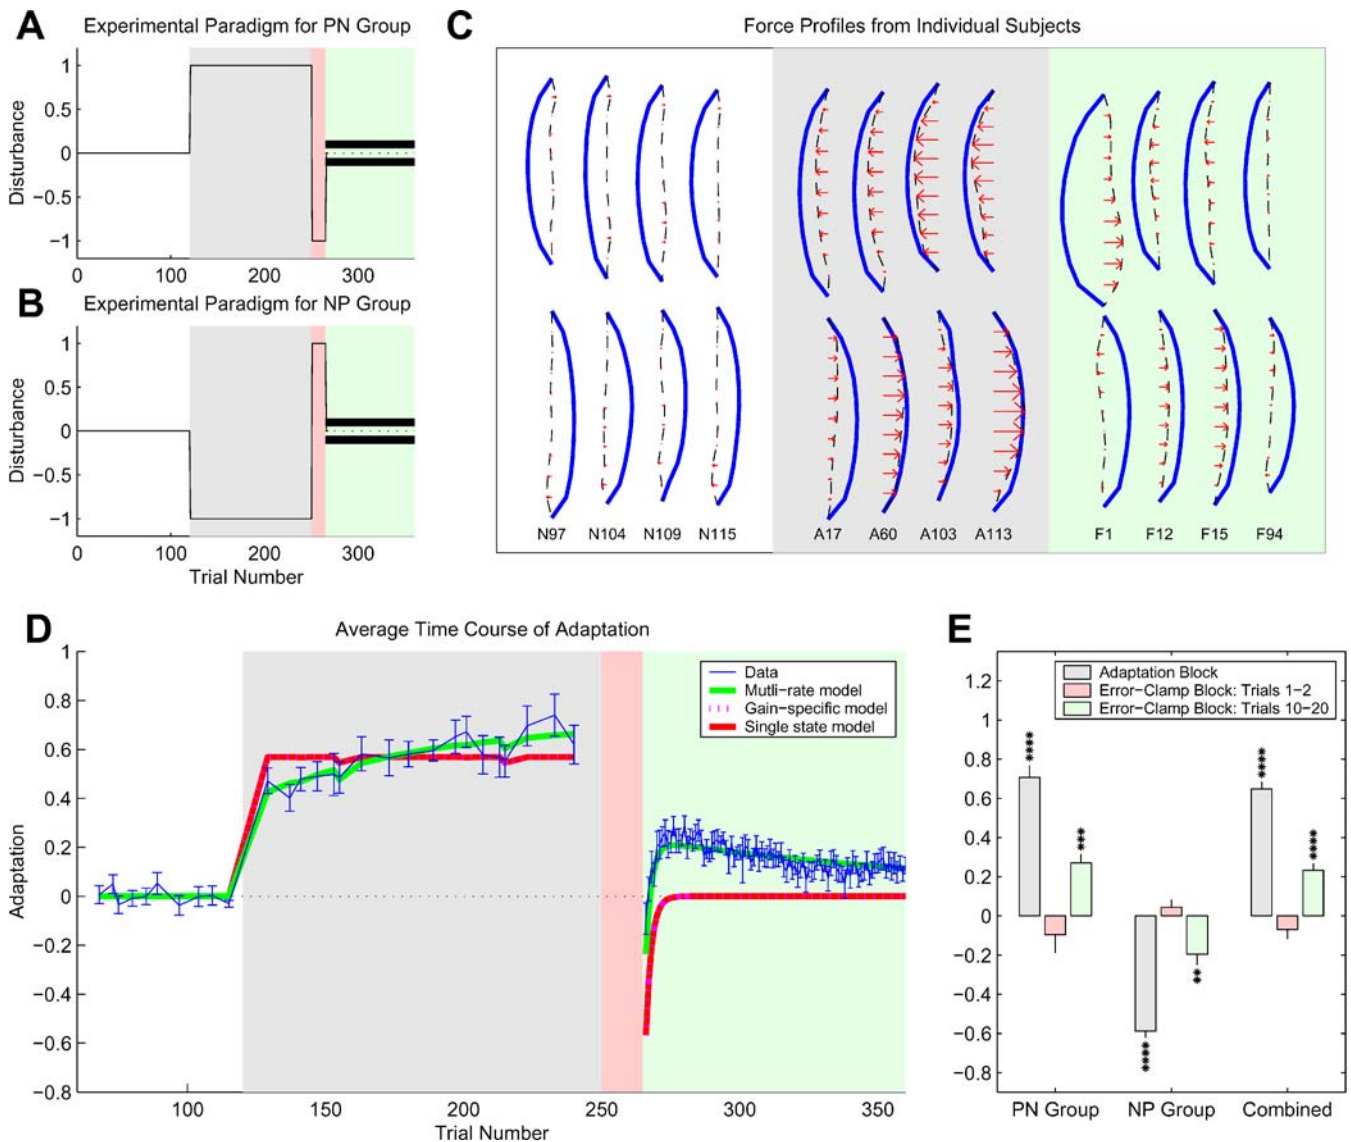 A
Experimental Paradigm for PN Group
1
0.5
0
−0.5
−1
Disturbance
0
100
200
300
B
Experimental Paradigm for NP Group
1
0.5
0
−0.5
−1
Disturbance
0
100
200
300
Trial Number
C
Force Profiles from Individual Subjects
N97 N104 N109 N115 A17 A60 A103 A113 F1 F12 F15 F94
D
Average Time Course of Adaptation
1
0.8
0.6
0.4
0.2
0
−0.2
−0.4
−0.6
−0.8
Adaptation
Data
Mutli−rate model
Gain−specific model
Single state model
100 150 200 250 300 350
Trial Number
E
1.2
1
0.8
0.6
0.4
0.2
0
−0.2
−0.4
−0.6
−0.8
Adaptation Block
Error−Clamp Block: Trials 1−2
Error−Clamp Block: Trials 10−20
****
***
****
**
****
****
PN Group NP Group Combined